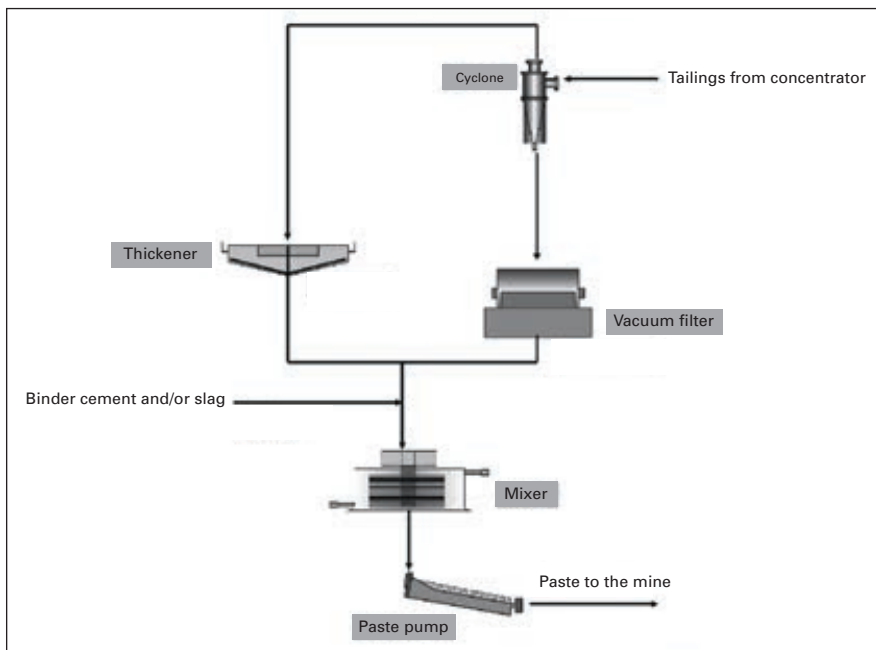 Cyclone
Tailings from concentrator
Thickener
Vacuum filter
Binder cement and/or slag
Mixer
Paste to the mine
Paste pump